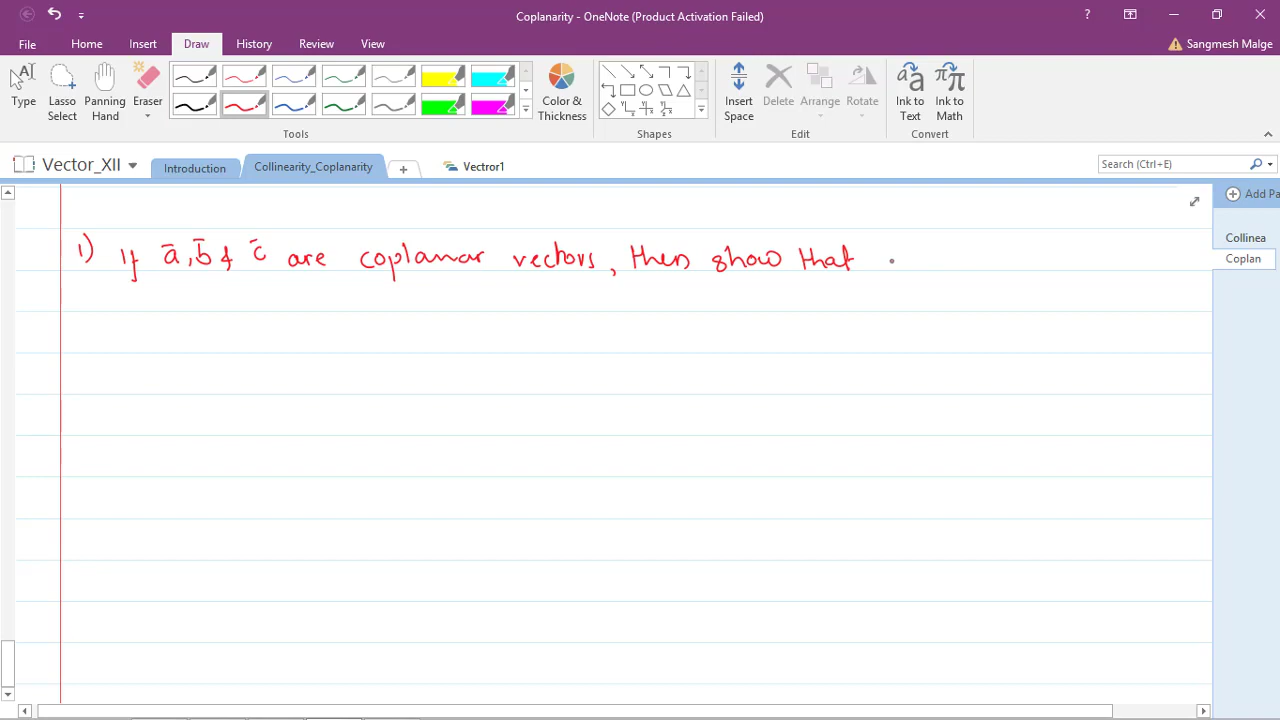 Coplanarity - OneNote (Product Activation Failed)
?
File Home Insert Draw History Review View Sangmesh Malge
Type Lasso Select Panning Hand Eraser Color & Thickness Insert Space Delete Arrange Rotate Ink to Text Ink to Math
Tools Shapes Edit Convert
Vector_XII Introduction Collinearity_Coplanarity + Vectror1 Search (Ctrl+E)
Add Pa
Collinea
Coplan
1) If a̅, b̅ & c̅ are coplanar vectors, then show that